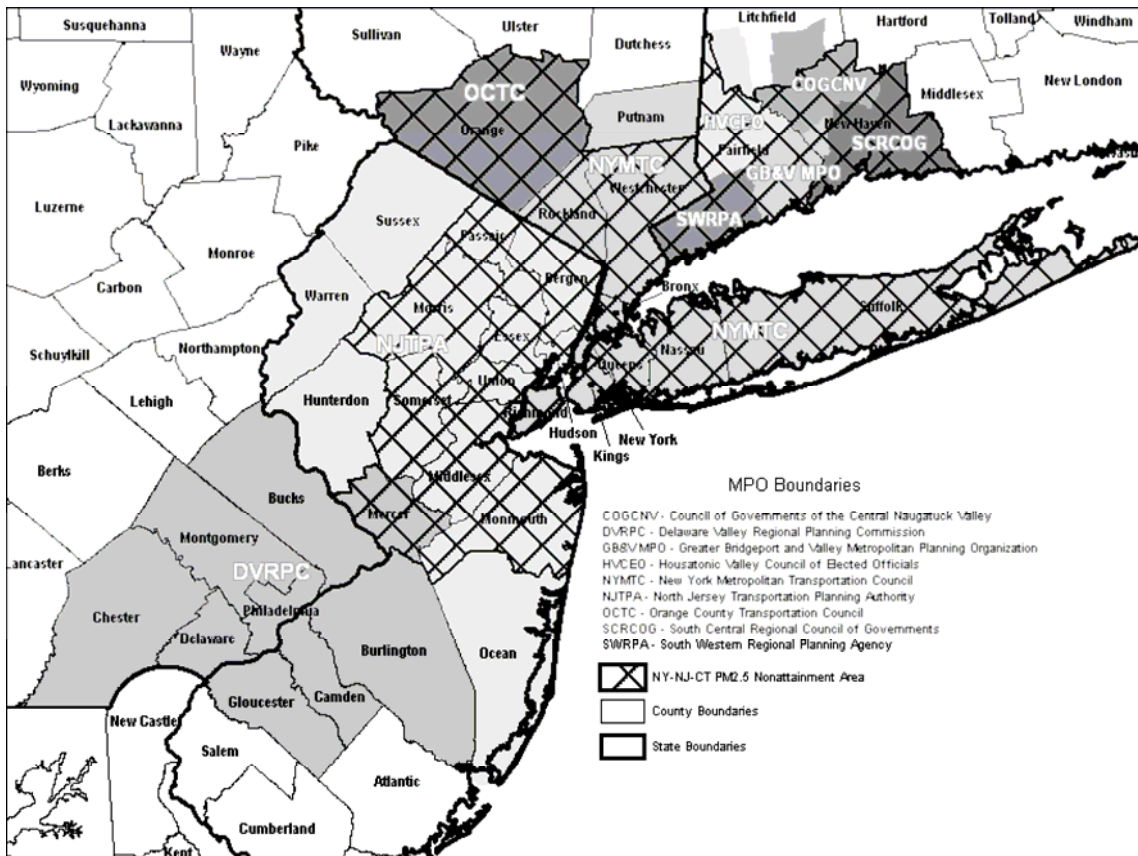 Susquehanna
Sullivan
Ulster
Litchfield
Hartford
Tolland
Windham
Wayne
Dutchess
Wyoming
OCTC
COGCNV
New London
Lackawanna
Middlesex
Putnam
HVCEO
New Haven
Orange
Pike
Fairfield
SCRCOG
NYMTC
GB&V MPO
Westchester
Luzerne
Sussex
Rockland
SWRPA
Passaic
Monroe
Bergen
Bronx
Carbon
Warren
Morris
Suffolk
NJTPA
Essex
NYMTC
Northampton
Nassau
Schuylkill
Queens
Union
Lehigh
Hunterdon
Somerset
Richmond
Hudson
New York
Kings
Berks
Middlesex
MPO Boundaries
Bucks
Mercer
Monmouth
COGCNV - Council of Governments of the Central Naugatuck Valley
DVRPC - Delaware Valley Regional Planning Commission
GB&VMPO - Greater Bridgeport and Valley Metropolitan Planning Organization
HVCEO - Housatonic Valley Council of Elected Officials
NYMTC - New York Metropolitan Transportation Council
NJTPA - North Jersey Transportation Planning Authority
OCTC - Orange County Transportation Council
SCRCOG - South Central Regional Council of Governments
SWRPA - South Western Regional Planning Agency
Montgomery
ancaster
DVRPC
Chester
Philadelphia
Delaware
Burlington
Ocean
NY-NJ-CT PM2.5 Nonattainment Area
County Boundaries
State Boundaries
Gloucester
Camden
New Castle
Salem
Atlantic
Cumberland
Kent